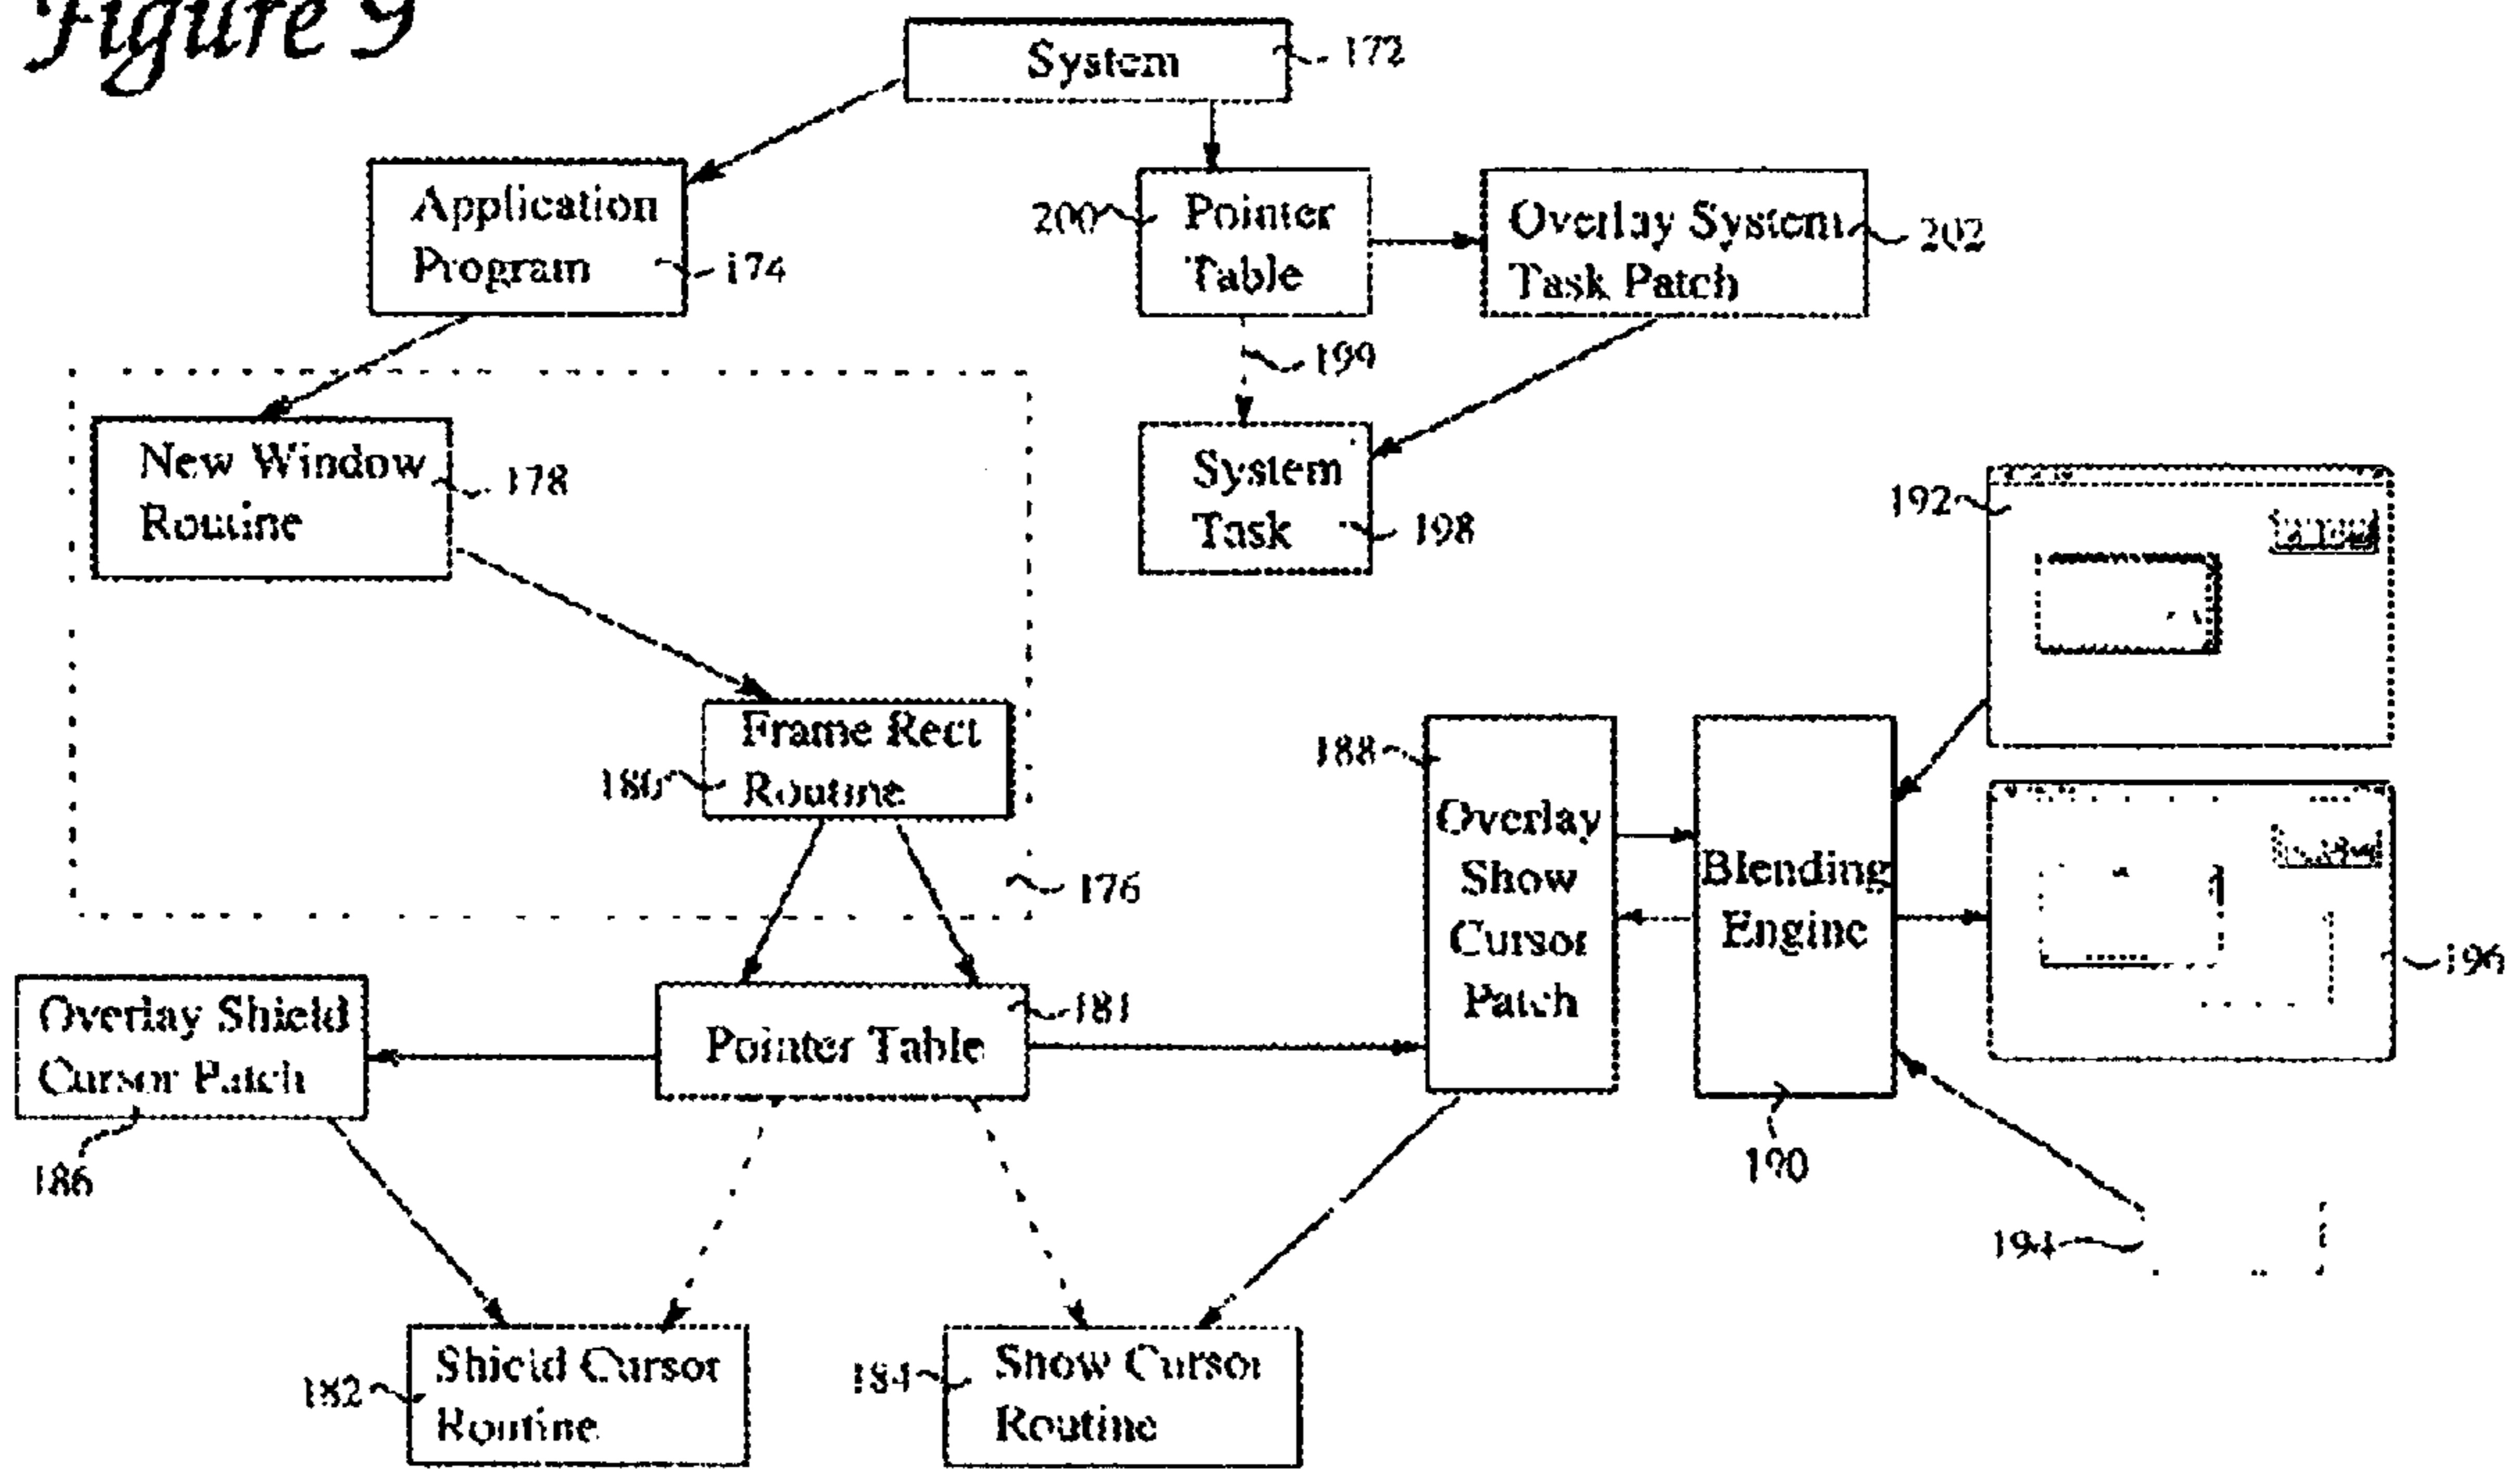 Figure 9
System
172
Application
Program
174
200
Pointer
Table
Overlay System
Task Patch
202
199
New Window
Routine
178
System
Task
198
192
Frame Rect
Routine
180
188
Overlay
Show
Cursor
Patch
Blending
Engine
176
196
Overlay Shield
Cursor Patch
Pointer Table
181
186
190
194
Shield Cursor
Routine
182
184
Show Cursor
Routine